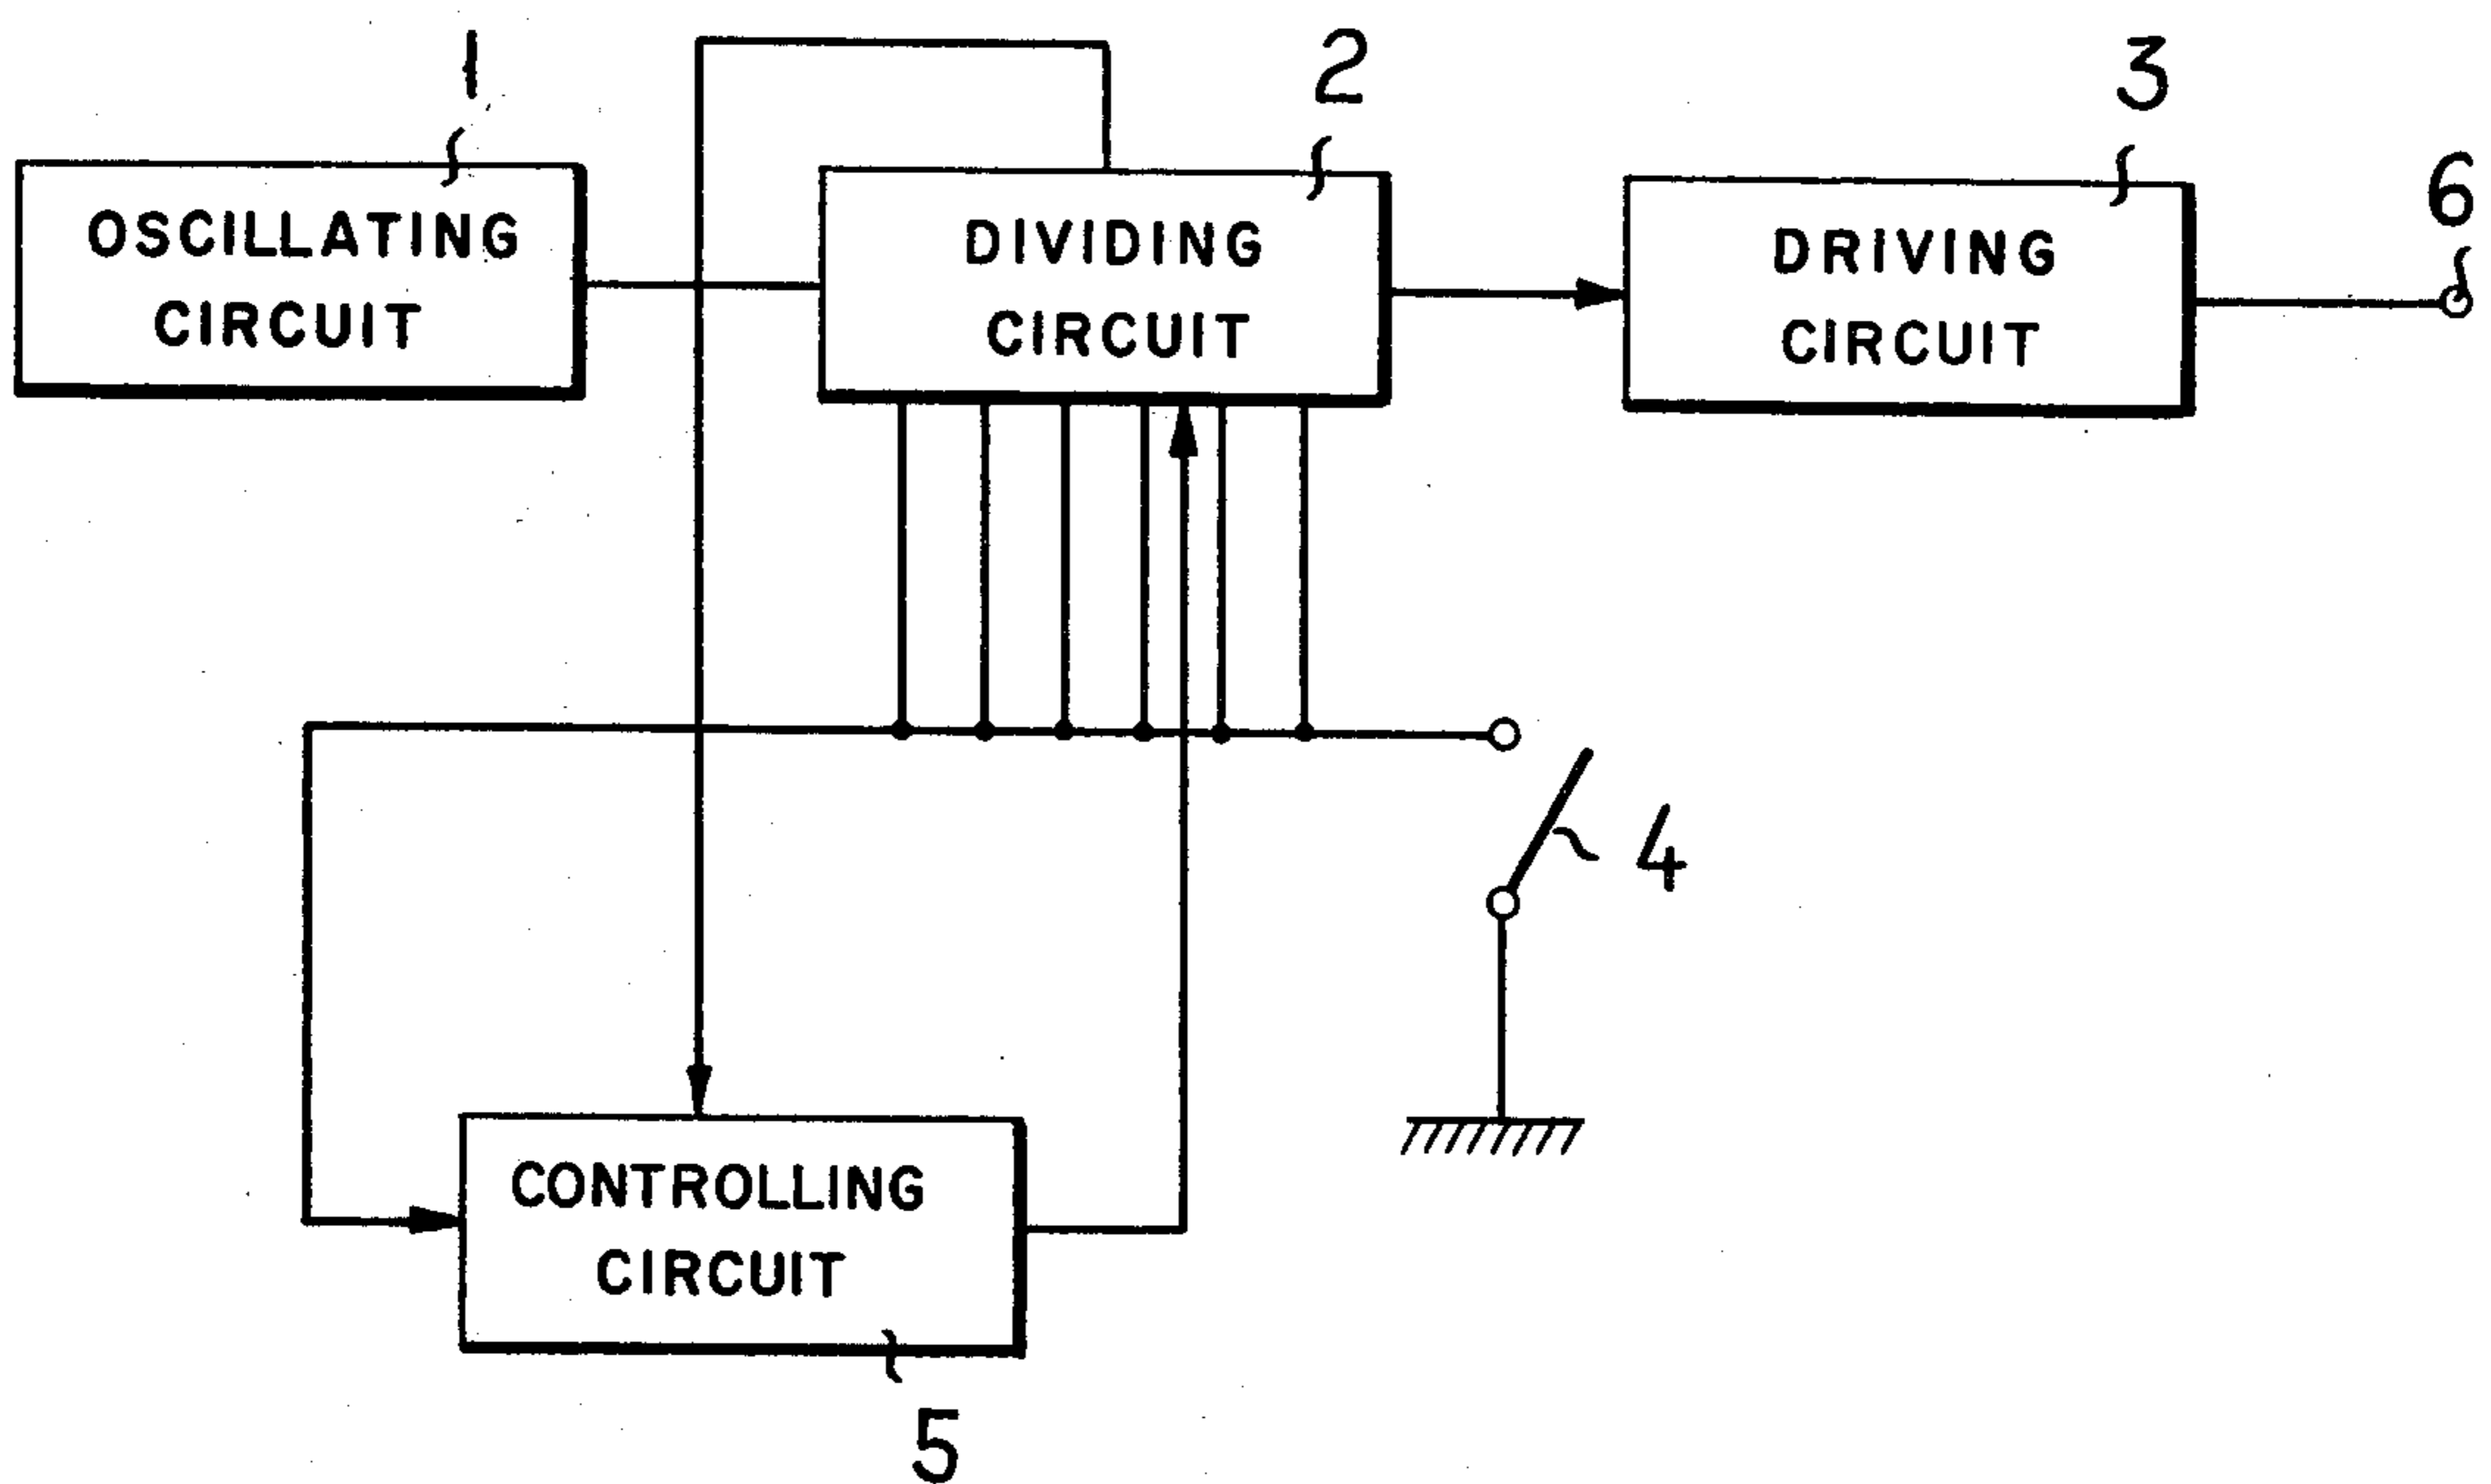 1
2
3
6
OSCILLATING
CIRCUIT
DIVIDING
CIRCUIT
DRIVING
CIRCUIT
4
CONTROLLING
CIRCUIT
5